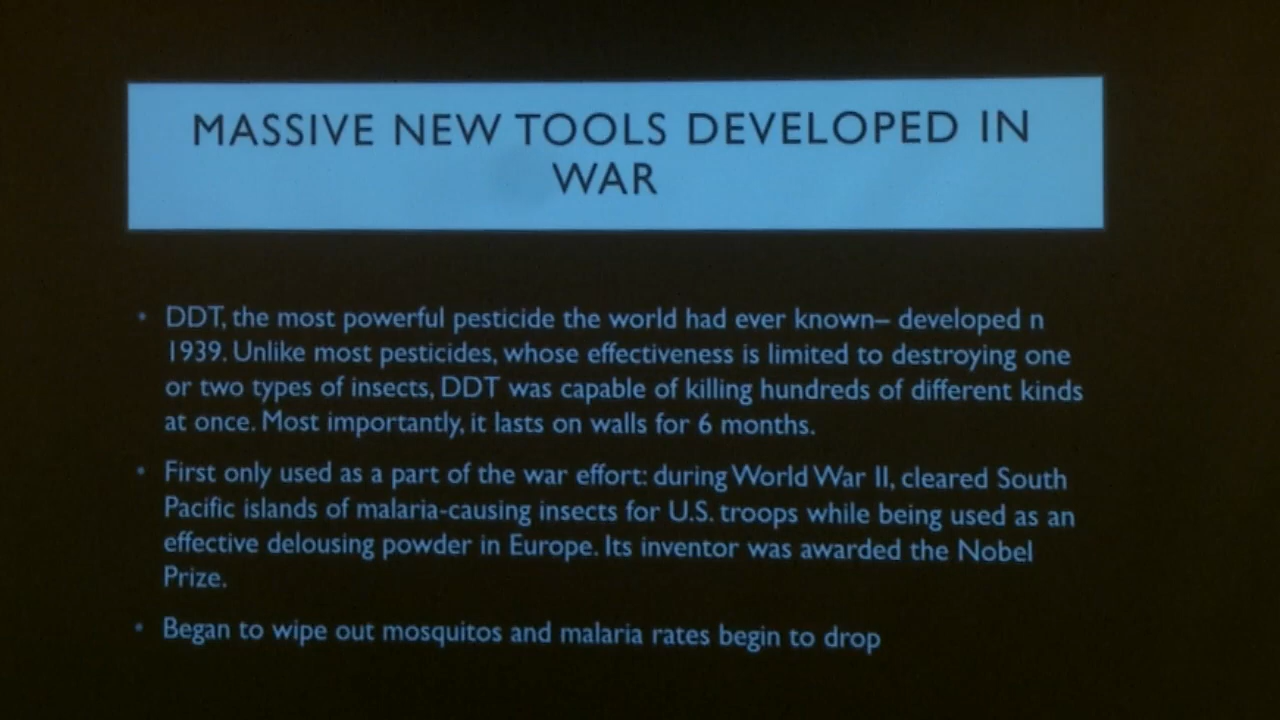 MASSIVE NEW TOOLS DEVELOPED IN
WAR
• DDT, the most powerful pesticide the world had ever known– developed n
1939. Unlike most pesticides, whose effectiveness is limited to destroying one
or two types of insects, DDT was capable of killing hundreds of different kinds
at once. Most importantly, it lasts on walls for 6 months.
• First only used as a part of the war effort: during World War II, cleared South
Pacific islands of malaria-causing insects for U.S. troops while being used as an
effective delousing powder in Europe. Its inventor was awarded the Nobel
Prize.
• Began to wipe out mosquitos and malaria rates begin to drop